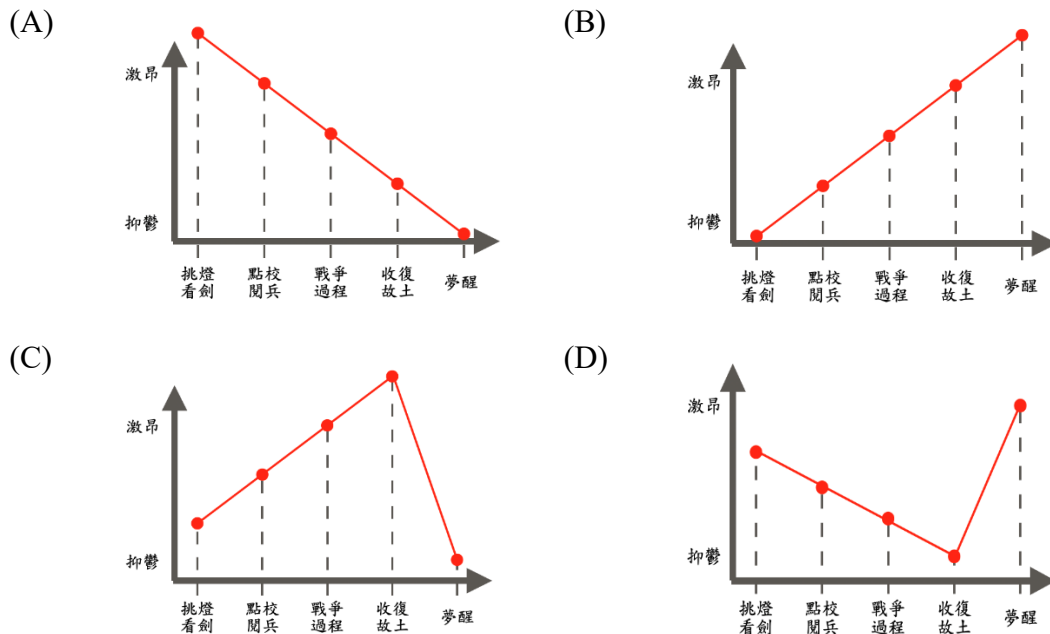 (A)
激昂
抑鬱
挑燈 點校 戰爭 收復 夢醒
看劍 閱兵 過程 故土
(B)
激昂
抑鬱
挑燈 點校 戰爭 收復 夢醒
看劍 閱兵 過程 故土
(C)
激昂
抑鬱
挑燈 點校 戰爭 收復 夢醒
看劍 閱兵 過程 故土
(D)
激昂
抑鬱
挑燈 點校 戰爭 收復 夢醒
看劍 閱兵 過程 故土